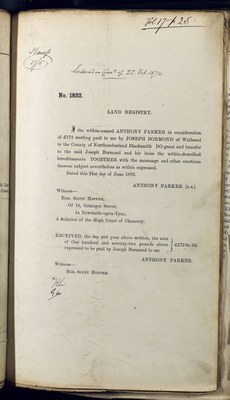 Vol 17 p 25.
Stamp
No. 1892.
LAND REGISTRY.
I the within-named ANTHONY PARKER in consideration
of £172 sterling paid to me by JOSEPH DORMOND of Wallsend
in the County of Northumberland Blacksmith DO grant and transfer
to the said Joseph Dormond and his heirs the within-described
hereditaments TOGETHER with the messuage and other erections
thereon subject nevertheless as within expressed.
Dated this 21st day of June 1872.
ANTHONY PARKER (L.S.)
Witness—
Rob. Scott Hopper,
Of 14, Grainger Street,
in Newcastle-upon-Tyne,
A Solicitor of the High Court of Chancery.
RECEIVED, the day and year above written, the sum
of One hundred and seventy-two pounds above
expressed to be paid by Joseph Dormond to me
£172 0s. 0d.
ANTHONY PARKER.
Witness—
Rob. Scott Hopper.